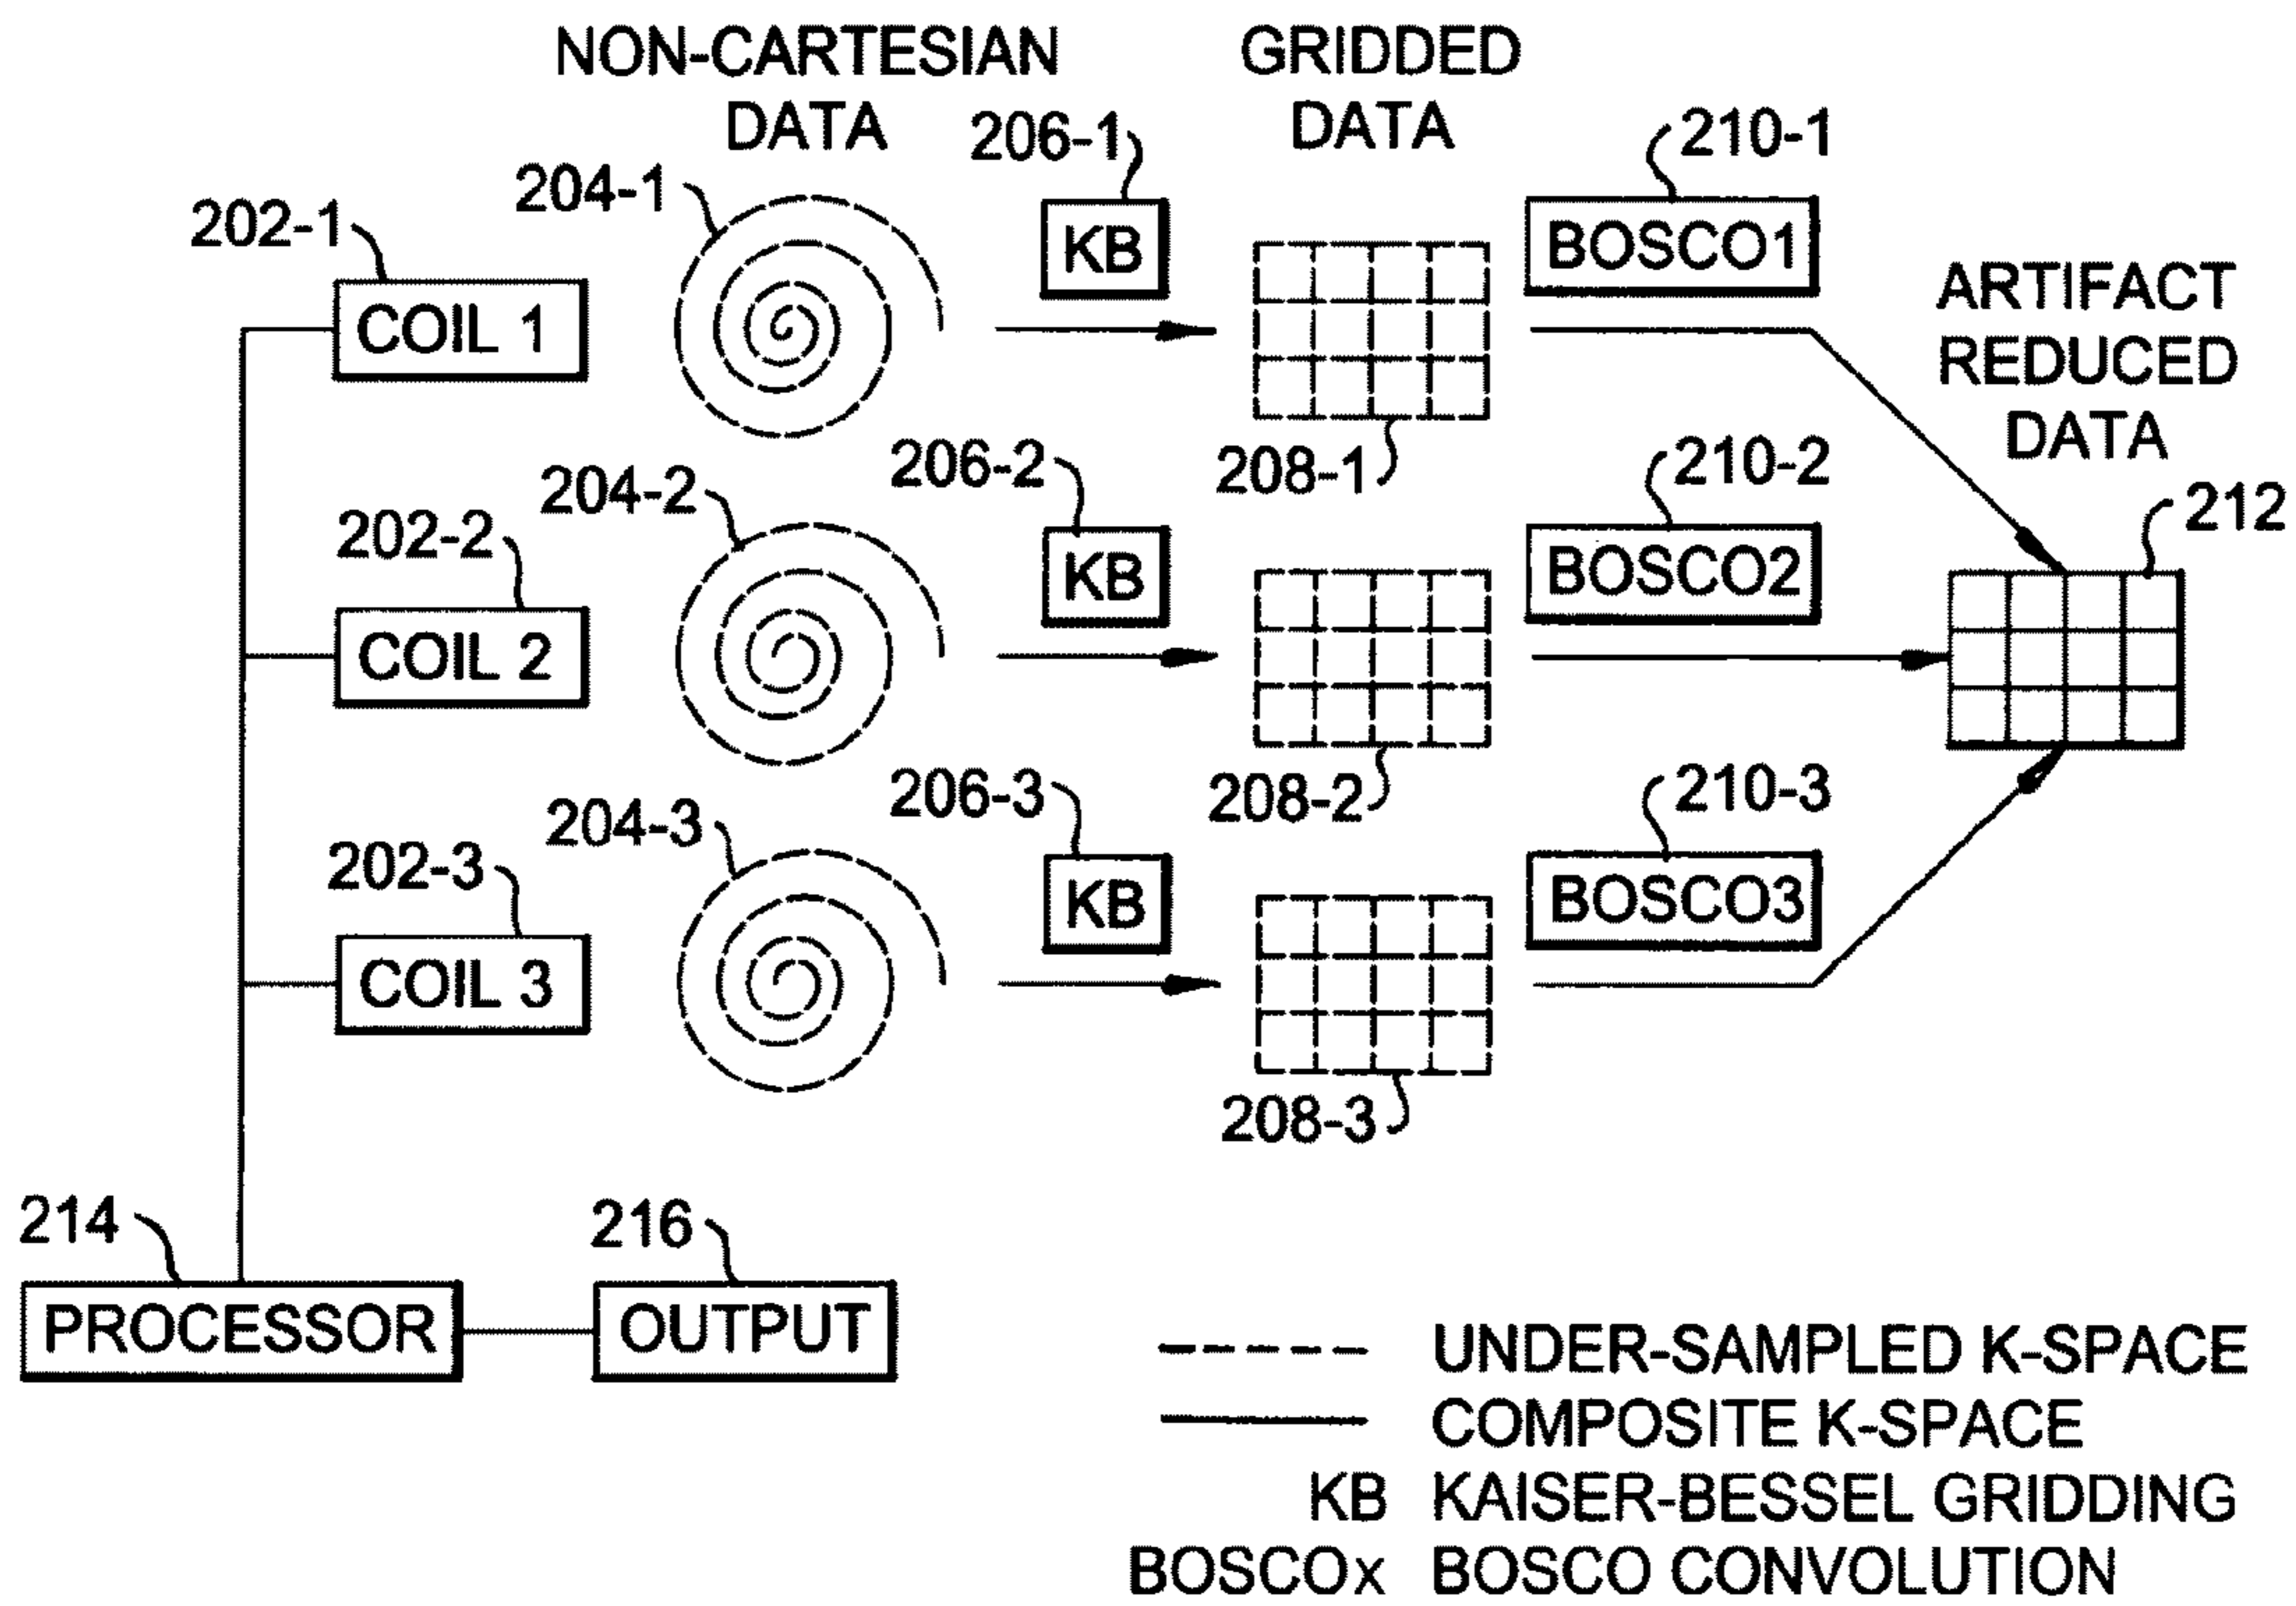 NON-CARTESIAN
DATA
GRIDDED
DATA
206-1
210-1
204-1
202-1
KB
BOSCO1
COIL 1
ARTIFACT
REDUCED
DATA
208-1
206-2
210-2
204-2
202-2
212
KB
BOSCO2
COIL 2
208-2
206-3
210-3
204-3
202-3
KB
BOSCO3
COIL 3
208-3
214
216
PROCESSOR
OUTPUT
UNDER-SAMPLED K-SPACE
COMPOSITE K-SPACE
KB KAISER-BESSEL GRIDDING
BOSCOx BOSCO CONVOLUTION